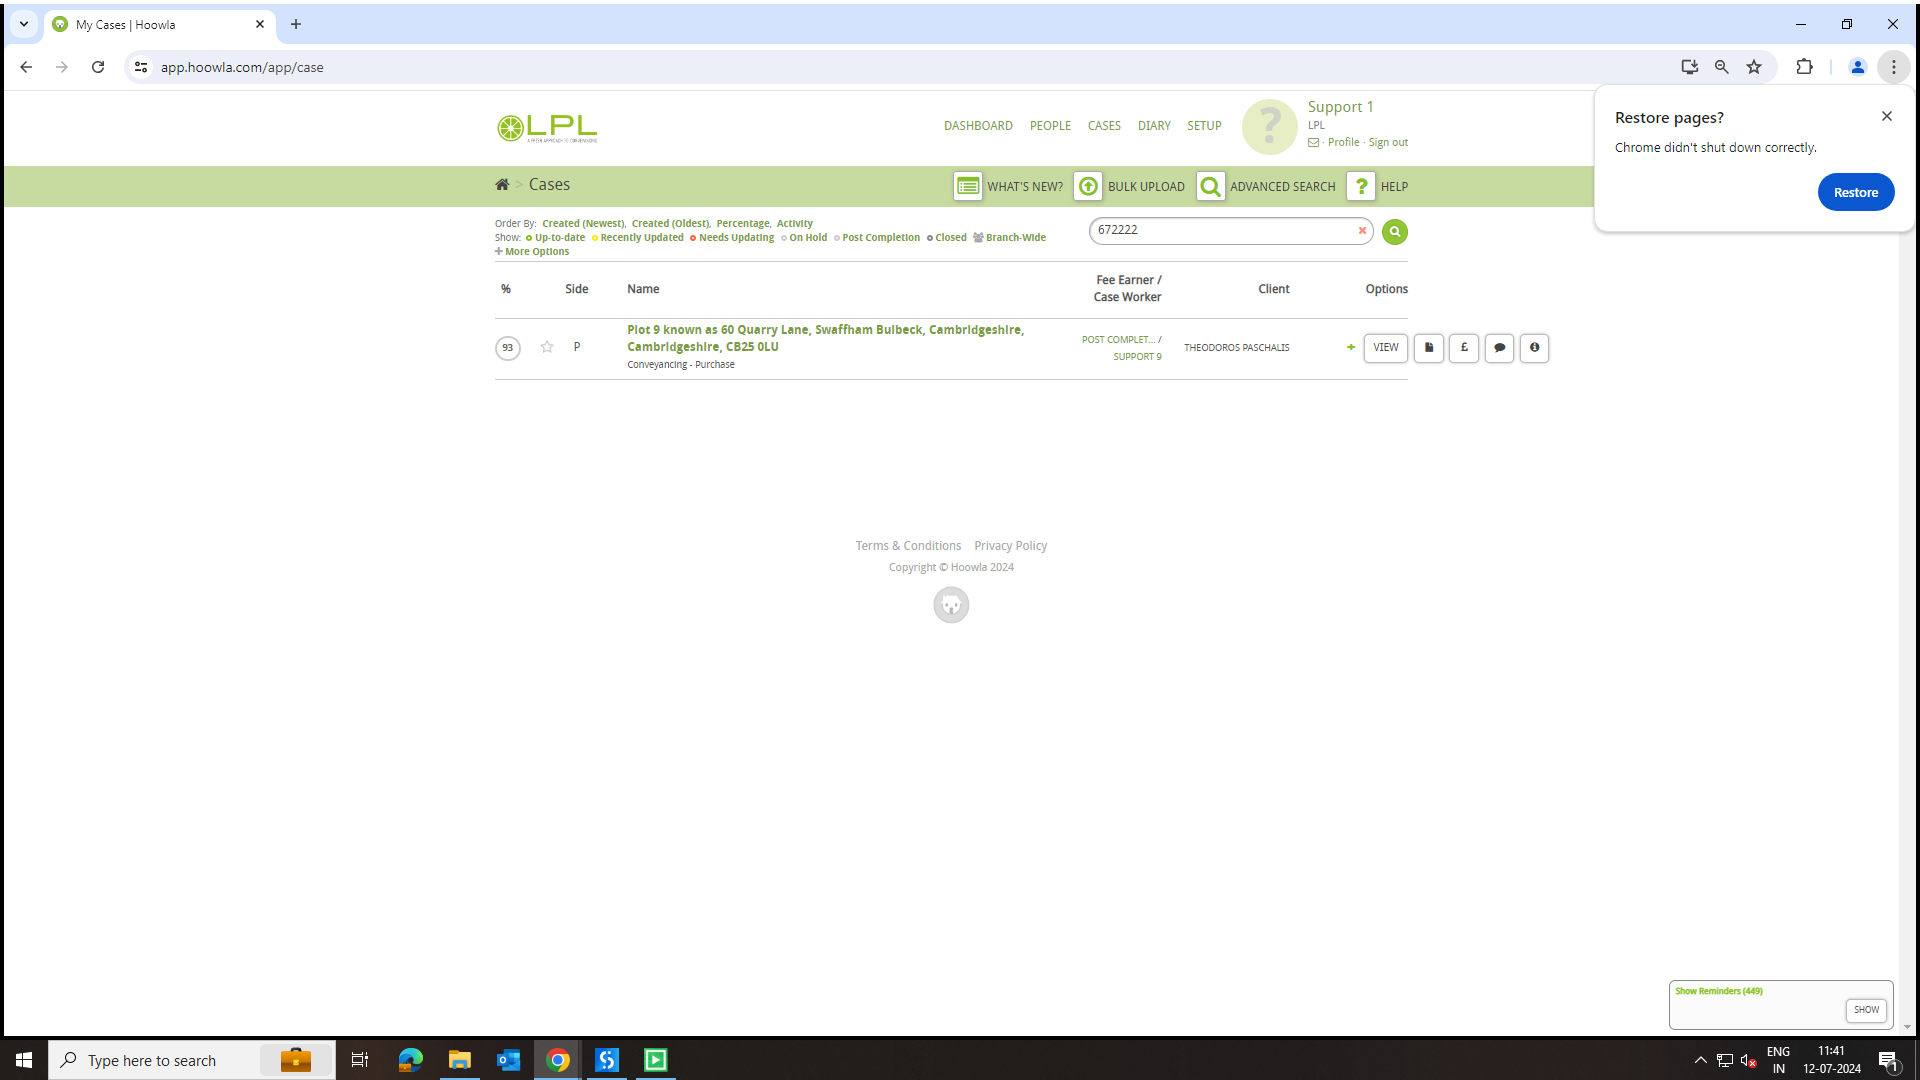 My Cases | Hoowla
app.hoowla.com/app/case
Restore pages?
Chrome didn't shut down correctly.
Restore
LPL
A FRESH APPROACH TO CONVEYANCING
DASHBOARD PEOPLE CASES DIARY SETUP
?
Support 1
LPL
· Profile · Sign out
> Cases
WHAT'S NEW? BULK UPLOAD ADVANCED SEARCH ? HELP
Order By: Created (Newest), Created (Oldest), Percentage, Activity
Show: Up-to-date Recently Updated Needs Updating On Hold Post Completion Closed Branch-Wide
More Options
672222
% Side Name Fee Earner / Case Worker Client Options
93 P Plot 9 known as 60 Quarry Lane, Swaffham Bulbeck, Cambridgeshire,
Cambridgeshire, CB25 0LU
Conveyancing - Purchase
POST COMPLET... /
SUPPORT 9
THEODOROS PASCHALIS
+ VIEW £
Terms & Conditions Privacy Policy
Copyright © Hoowla 2024
Show Reminders (449)
SHOW
Type here to search
ENG
IN
11:41
12-07-2024
1